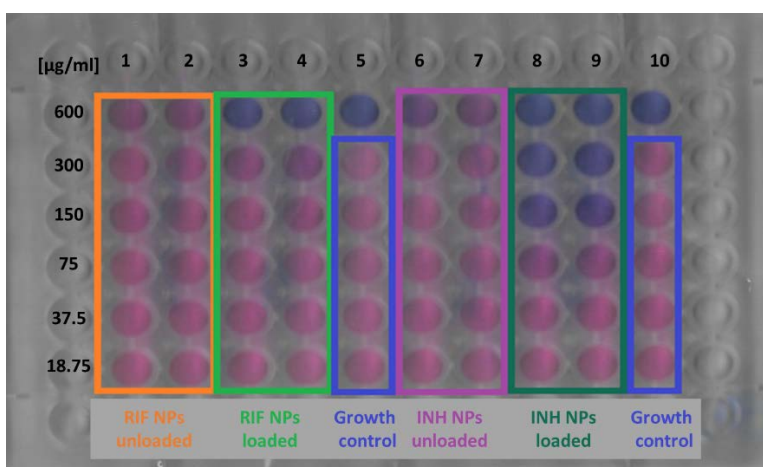 [µg/ml] 1 2 3 4 5 6 7 8 9 10
600
300
150
75
37.5
18.75
RIF NPs RIF NPs Growth INH NPs INH NPs Growth
unloaded loaded control unloaded loaded control